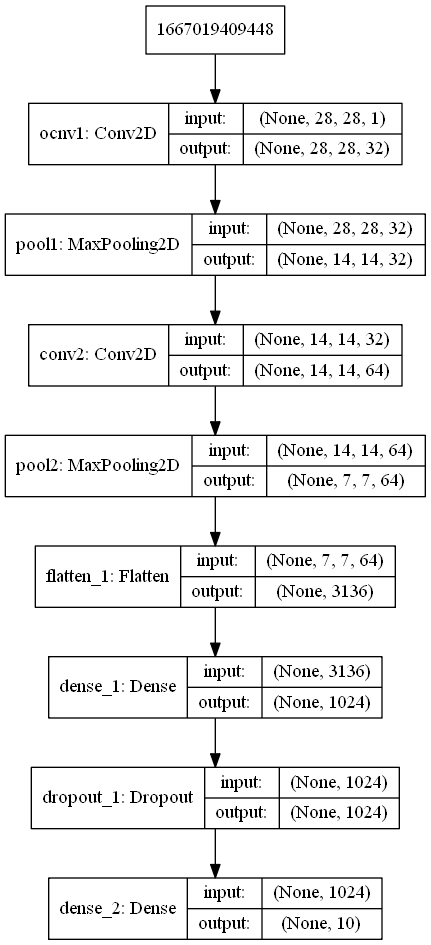 1667019409448
ocnv1: Conv2D
input: (None, 28, 28, 1)
output: (None, 28, 28, 32)
pool1: MaxPooling2D
input: (None, 28, 28, 32)
output: (None, 14, 14, 32)
conv2: Conv2D
input: (None, 14, 14, 32)
output: (None, 14, 14, 64)
pool2: MaxPooling2D
input: (None, 14, 14, 64)
output: (None, 7, 7, 64)
flatten_1: Flatten
input: (None, 7, 7, 64)
output: (None, 3136)
dense_1: Dense
input: (None, 3136)
output: (None, 1024)
dropout_1: Dropout
input: (None, 1024)
output: (None, 1024)
dense_2: Dense
input: (None, 1024)
output: (None, 10)